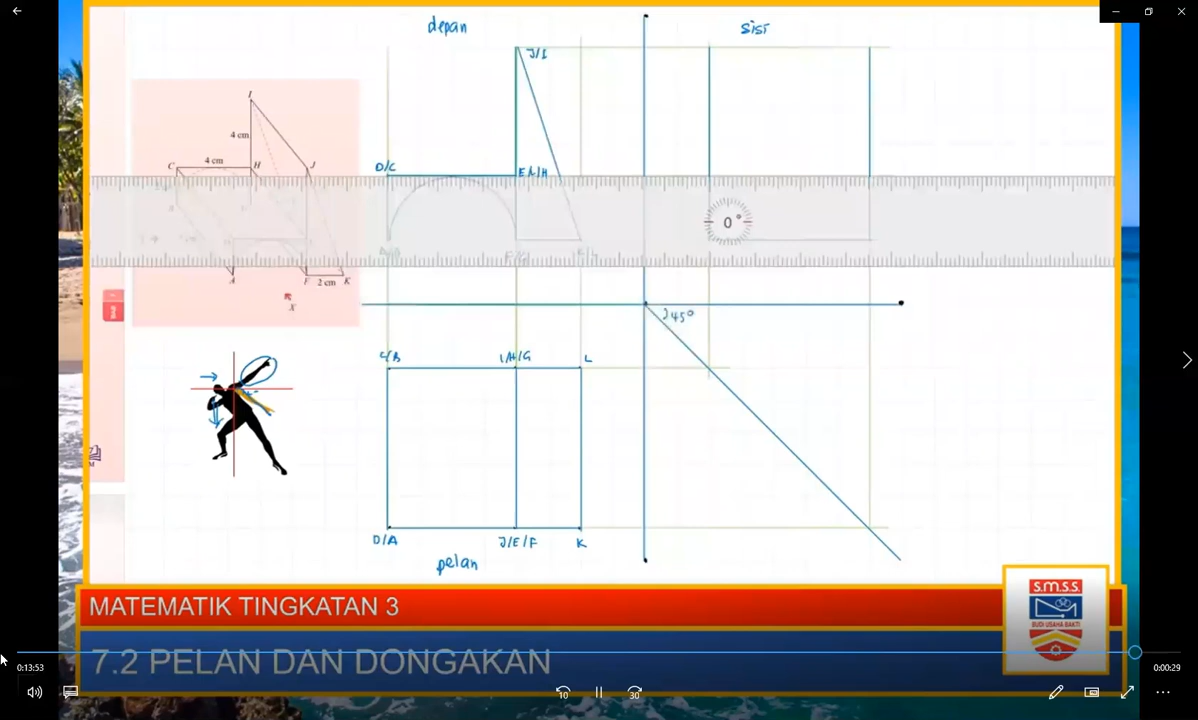 depan
sisi
J/I
I
4 cm
C
4 cm
H
J
D/C
E/H
0°
A
F
2 cm
K
X
45°
C/B
I/H/G
L
D/A
J/E/F
K
pelan
S.M.S.S.
BUDI USAHA BAKTI
MATEMATIK TINGKATAN 3
7.2 PELAN DAN DONGAKAN
0:13:53
0:00:29
10
30